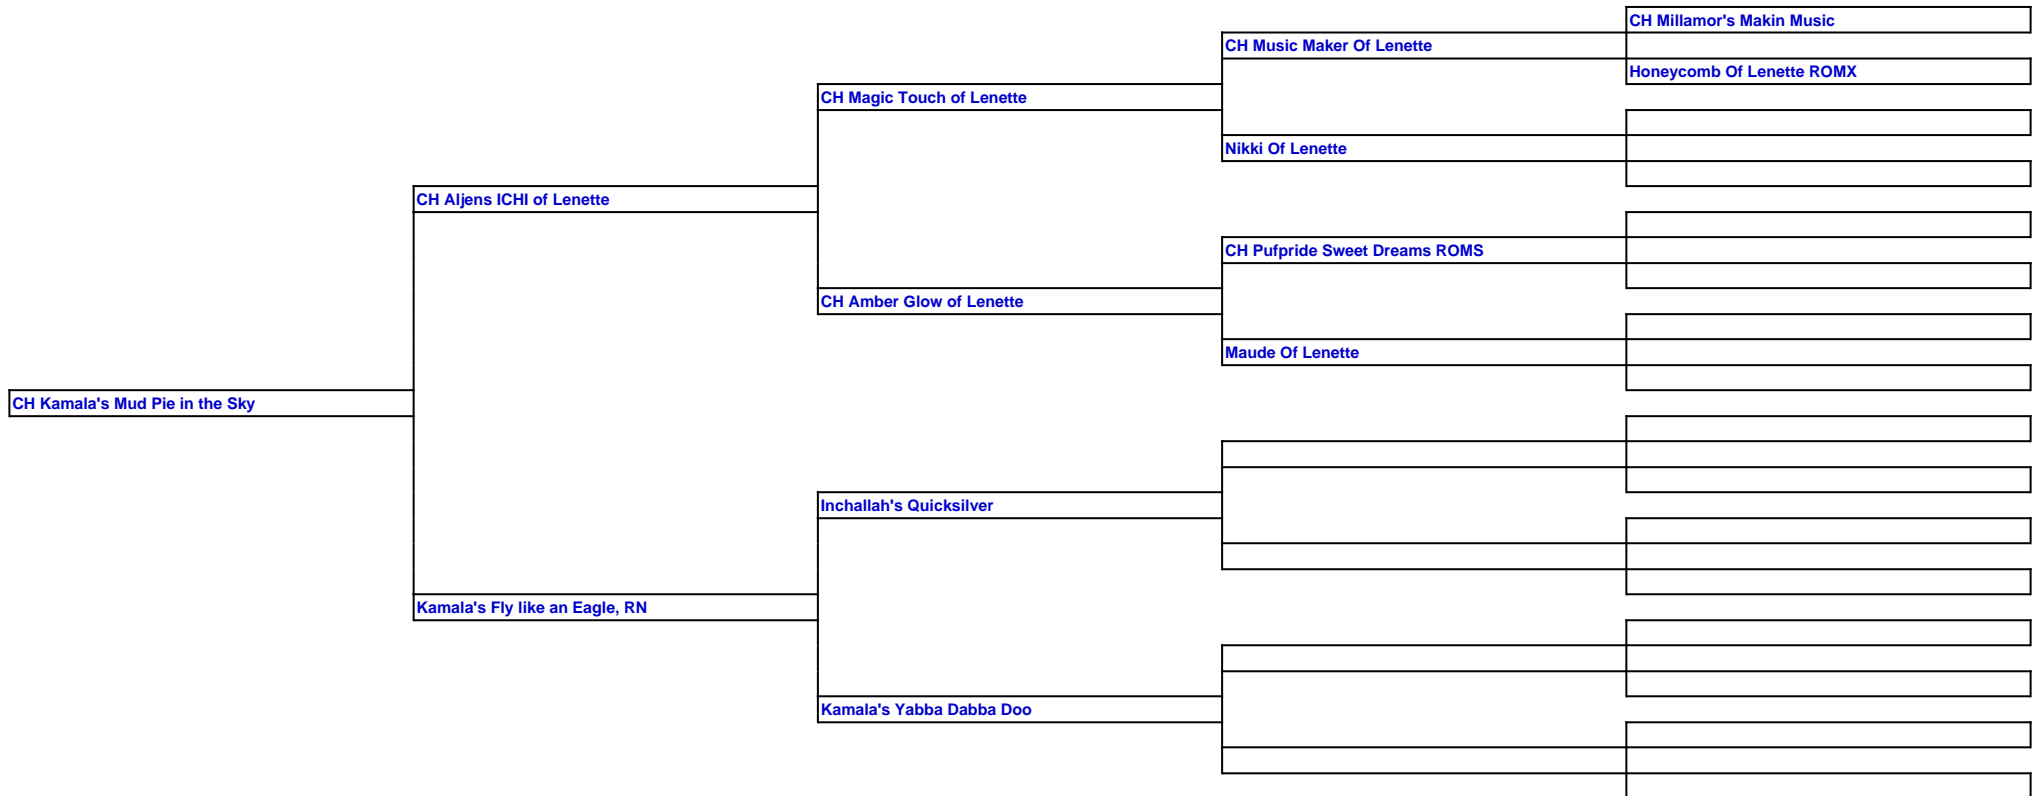 CH Millamor's Makin Music
CH Music Maker Of Lenette
Honeycomb Of Lenette ROMX
CH Magic Touch of Lenette
Nikki Of Lenette
CH Aljens ICHI of Lenette
CH Pufpride Sweet Dreams ROMS
CH Amber Glow of Lenette
Maude Of Lenette
CH Kamala's Mud Pie in the Sky
Inchallah's Quicksilver
Kamala's Fly like an Eagle, RN
Kamala's Yabba Dabba Doo